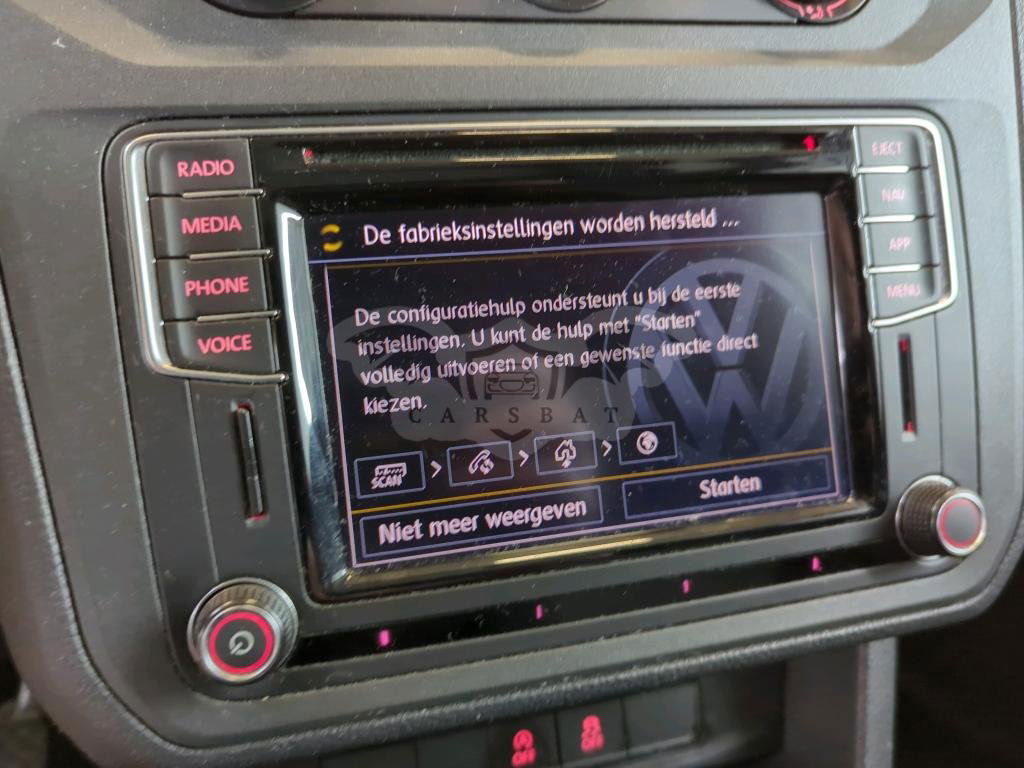 RADIO
MEDIA
PHONE
VOICE
EJECT
NAV
APP
MENU
De fabrieksinstellingen worden hersteld ...
De configuratiehulp ondersteunt u bij de eerste
instellingen. U kunt de hulp met "Starten"
volledig uitvoeren of een gewenste functie direct
kiezen.
CARSBAT
SCAN
Niet meer weergeven
Starten
OFF
OFF